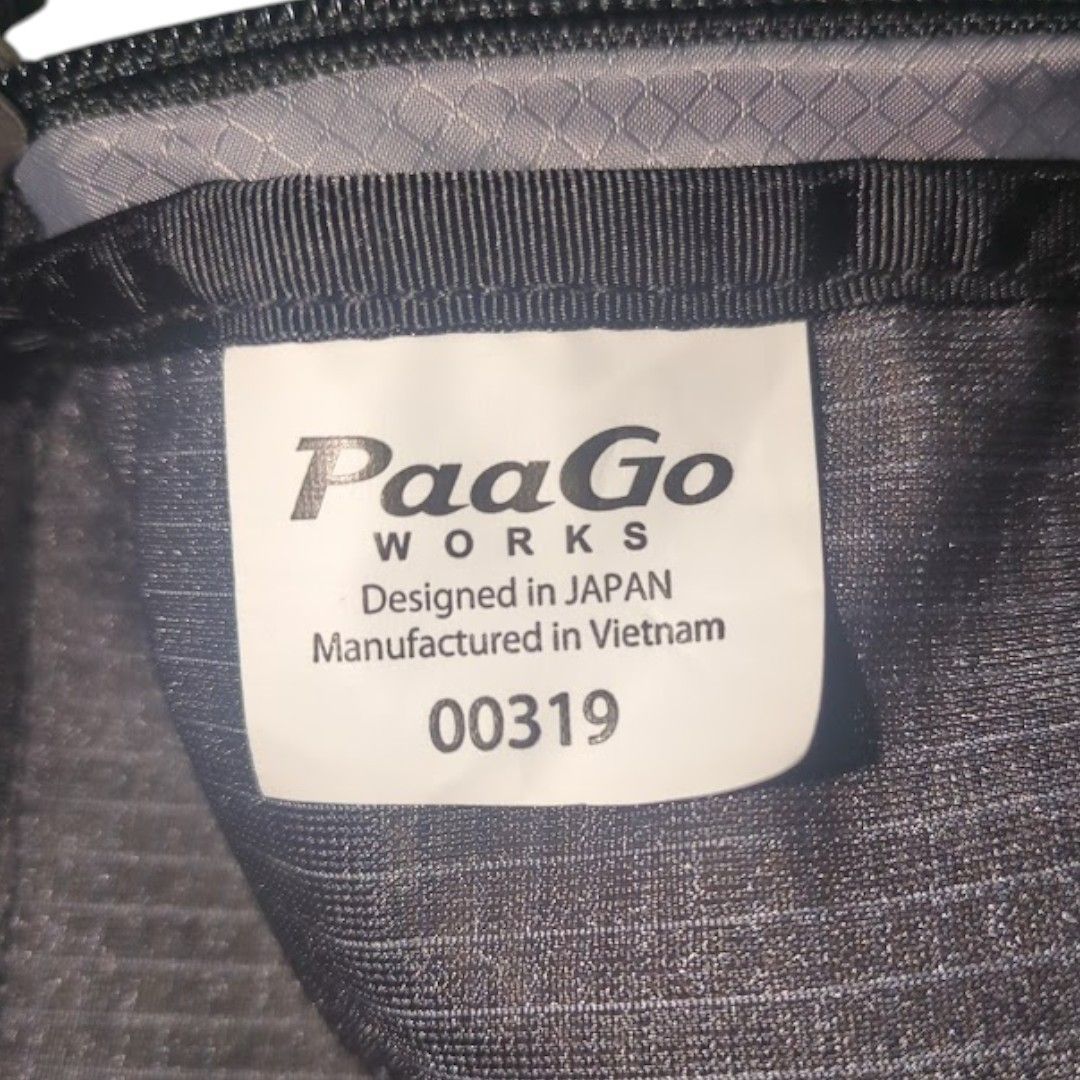 PaaGo
WORKS
Designed in JAPAN
Manufactured in Vietnam
00319